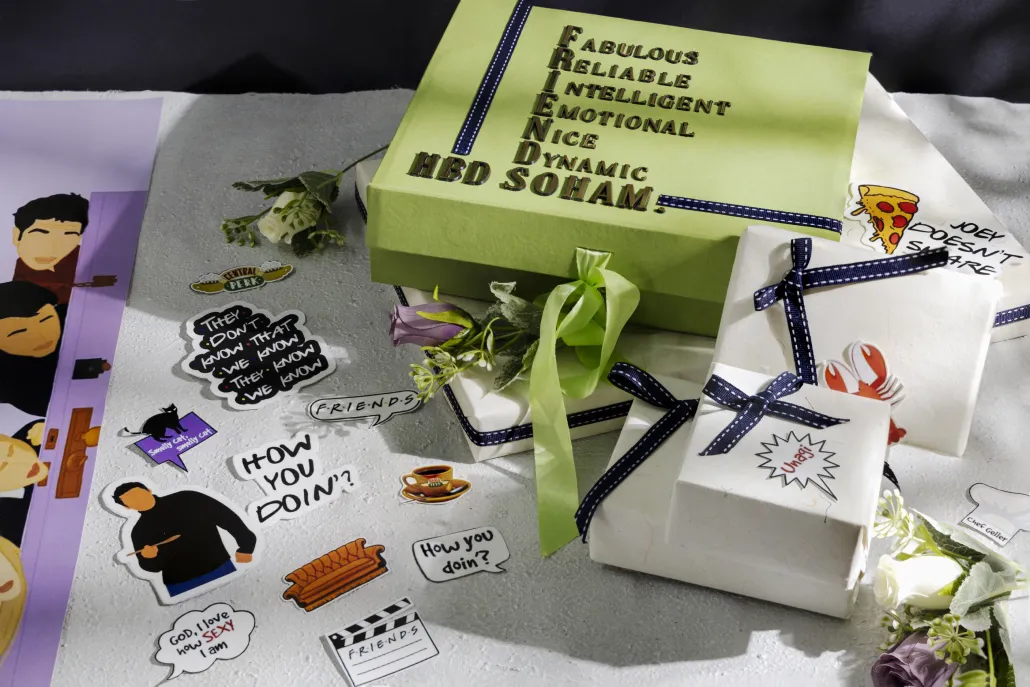 FABULOUS
RELIABLE
INTELLIGENT
EMOTIONAL
NICE
DYNAMIC
HBD SOHAM.
JOEY
DOESN'T
SHARE
CENTRAL
PERK
THEY
DON'T
KNOW THAT
WE KNOW
THEY KNOW
WE KNOW
F·R·I·E·N·D·S
Smelly cat,
smelly cat!
HOW
YOU
DOIN'?
How you
doin'?
Unagi
Chef Geller
GOD, I love
how SEXY
I am
F·R·I·E·N·D·S